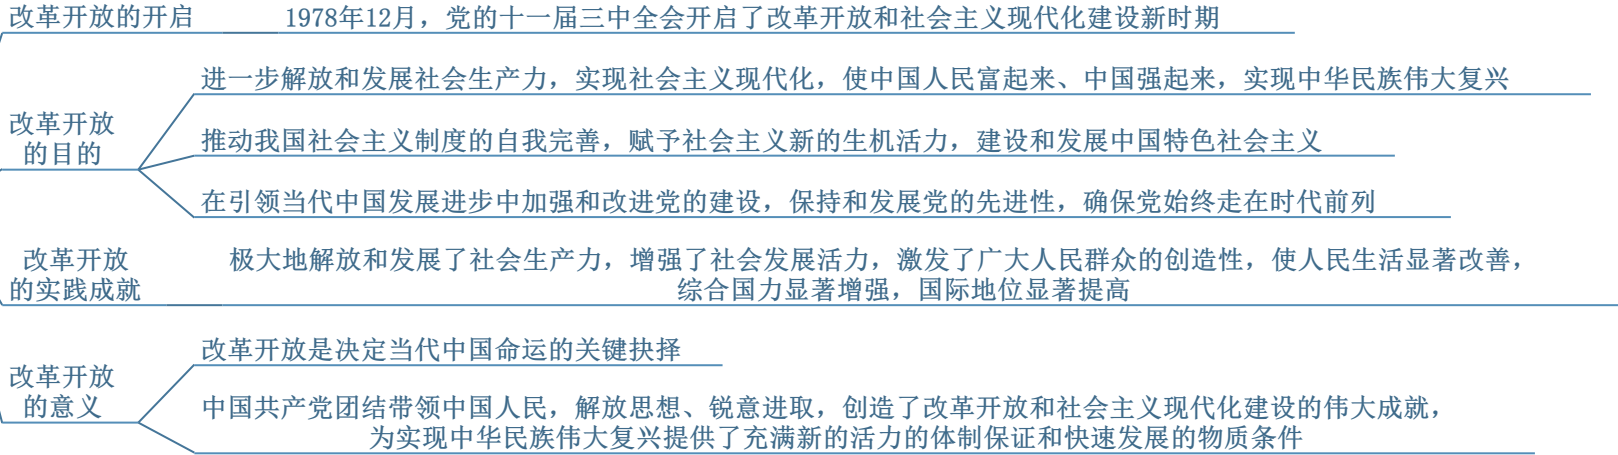 改革开放的开启
1978年12月，党的十一届三中全会开启了改革开放和社会主义现代化建设新时期
改革开放
的目的
进一步解放和发展社会生产力，实现社会主义现代化，使中国人民富起来、中国强起来，实现中华民族伟大复兴
推动我国社会主义制度的自我完善，赋予社会主义新的生机活力，建设和发展中国特色社会主义
在引领当代中国发展进步中加强和改进党的建设，保持和发展党的先进性，确保党始终走在时代前列
改革开放
的实践成就
极大地解放和发展了社会生产力，增强了社会发展活力，激发了广大人民群众的创造性，使人民生活显著改善，
综合国力显著增强，国际地位显著提高
改革开放
的意义
改革开放是决定当代中国命运的关键抉择
中国共产党团结带领中国人民，解放思想、锐意进取，创造了改革开放和社会主义现代化建设的伟大成就，
为实现中华民族伟大复兴提供了充满新的活力的体制保证和快速发展的物质条件